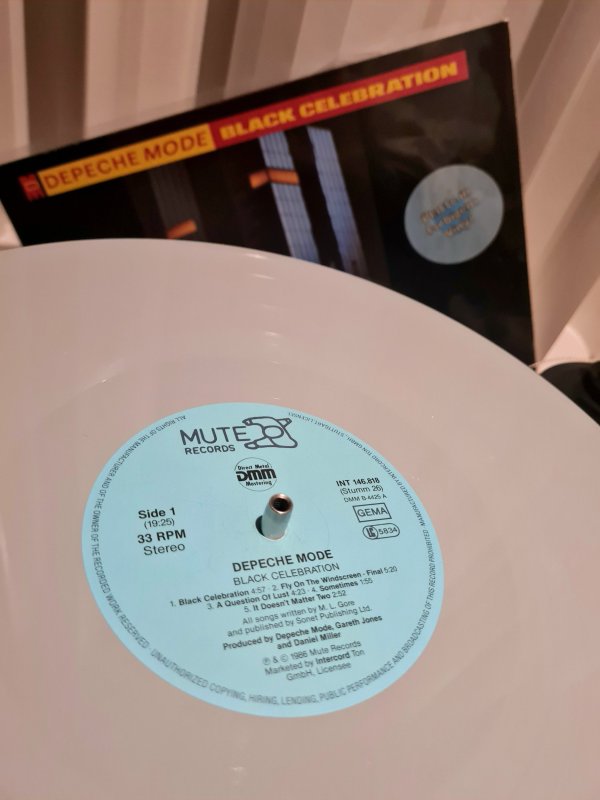 DEPECHE MODE BLACK CELEBRATION
ALL RIGHTS OF THE MANUFACTURER AND OF THE OWNER OF THE RECORDED WORK RESERVED · UNAUTHORIZED COPYING, HIRING, LENDING, PUBLIC PERFORMANCE AND BROADCASTING OF THIS RECORD PROHIBITED
MUTE
RECORDS
Direct Metal
DMM
Mastering
Side 1
(19:25)
33 RPM
Stereo
INT 146.818
(Stumm 26)
DMM B-4425 A
GEMA
LC 5834
DEPECHE MODE
BLACK CELEBRATION
1. Black Celebration 4:57 · 2. Fly On The Windscreen - Final 5:20
3. A Question Of Lust 4:23 · 4. Sometimes 1:55
5. It Doesn't Matter Two 2:52
All songs written by M. L. Gore
and published by Sonet Publishing Ltd.
Produced by Depeche Mode, Gareth Jones
and Daniel Miller
℗ & © 1986 Mute Records
Marketed by Intercord Ton
GmbH, Licensee